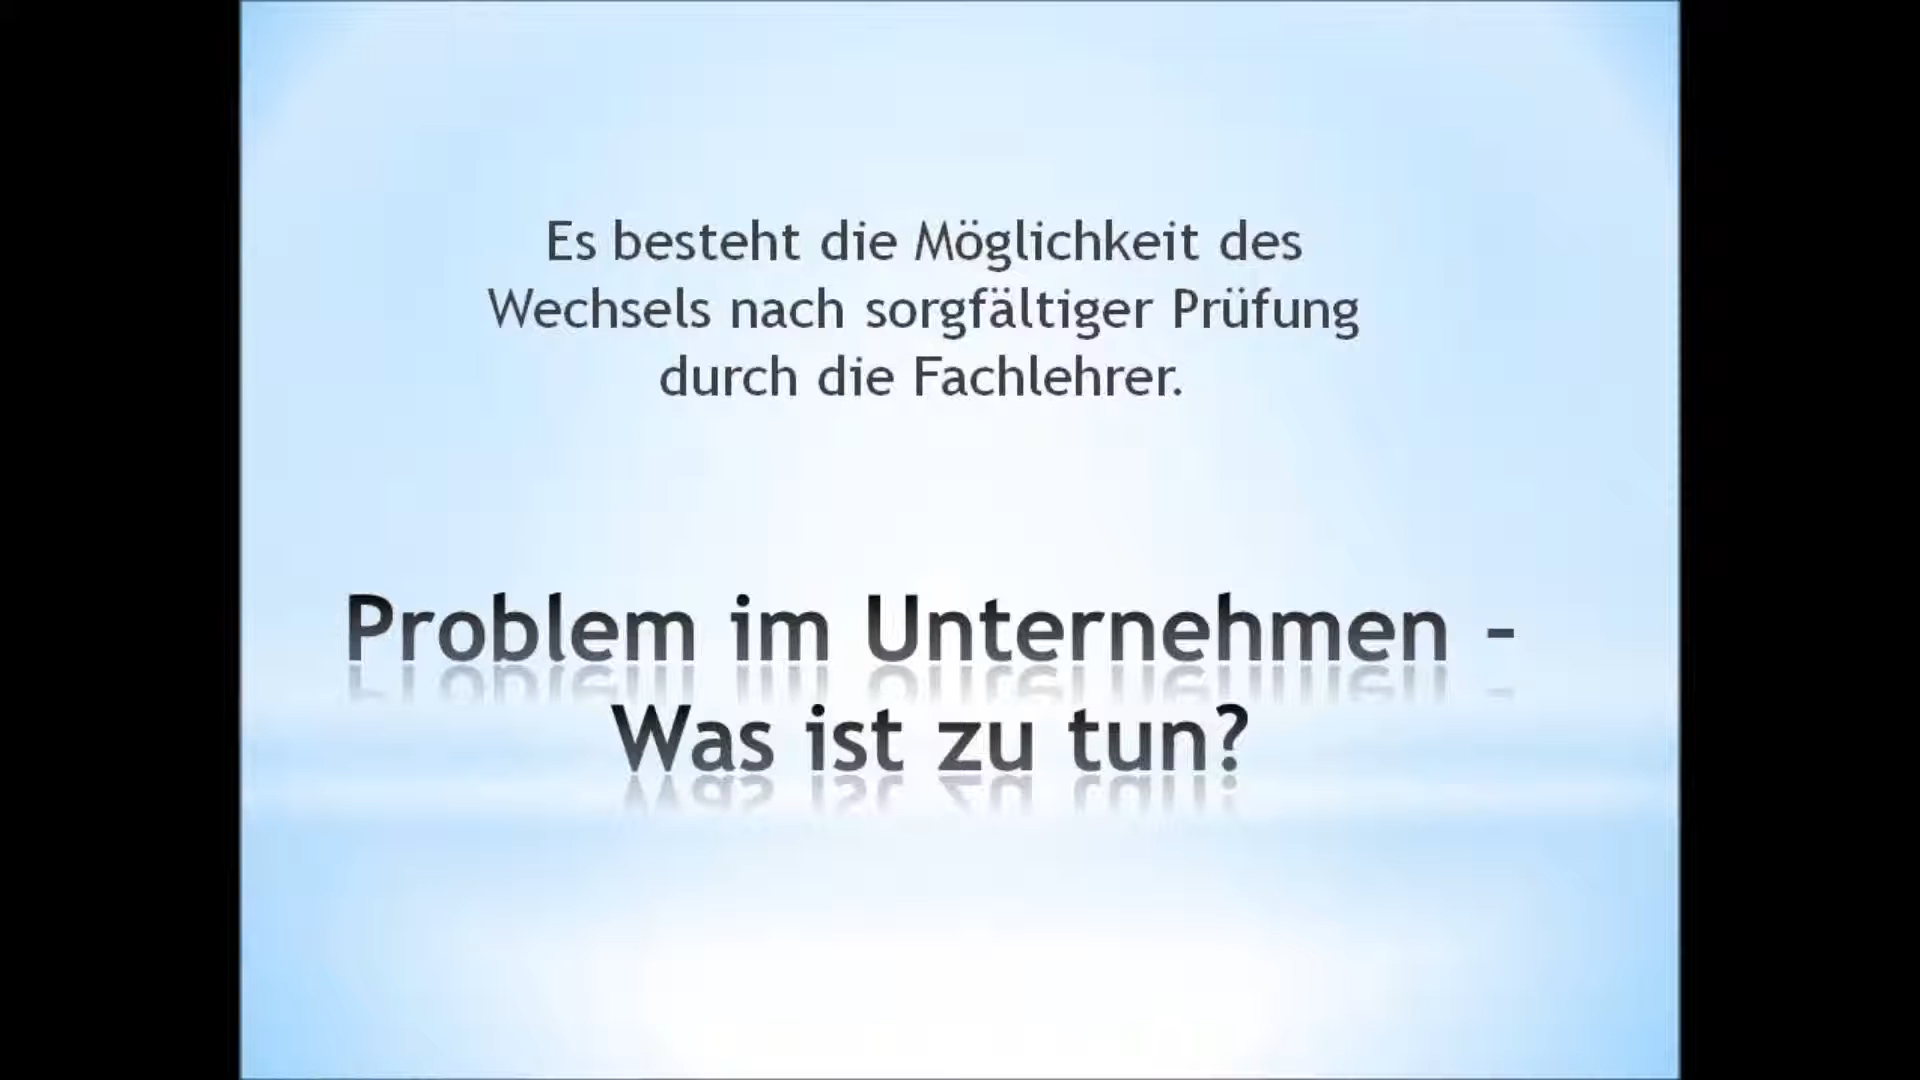 Es besteht die Möglichkeit des
Wechsels nach sorgfältiger Prüfung
durch die Fachlehrer.
Problem im Unternehmen -
Was ist zu tun?